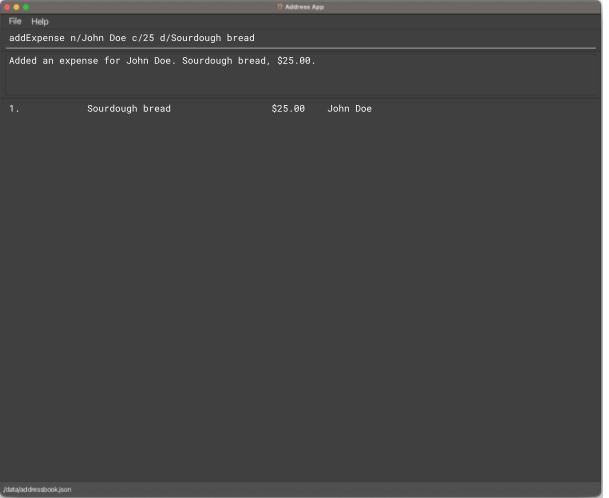 Address App
File Help
addExpense n/John Doe c/25 d/Sourdough bread
Added an expense for John Doe. Sourdough bread, $25.00.
1. Sourdough bread $25.00 John Doe
./data/addressbook.json